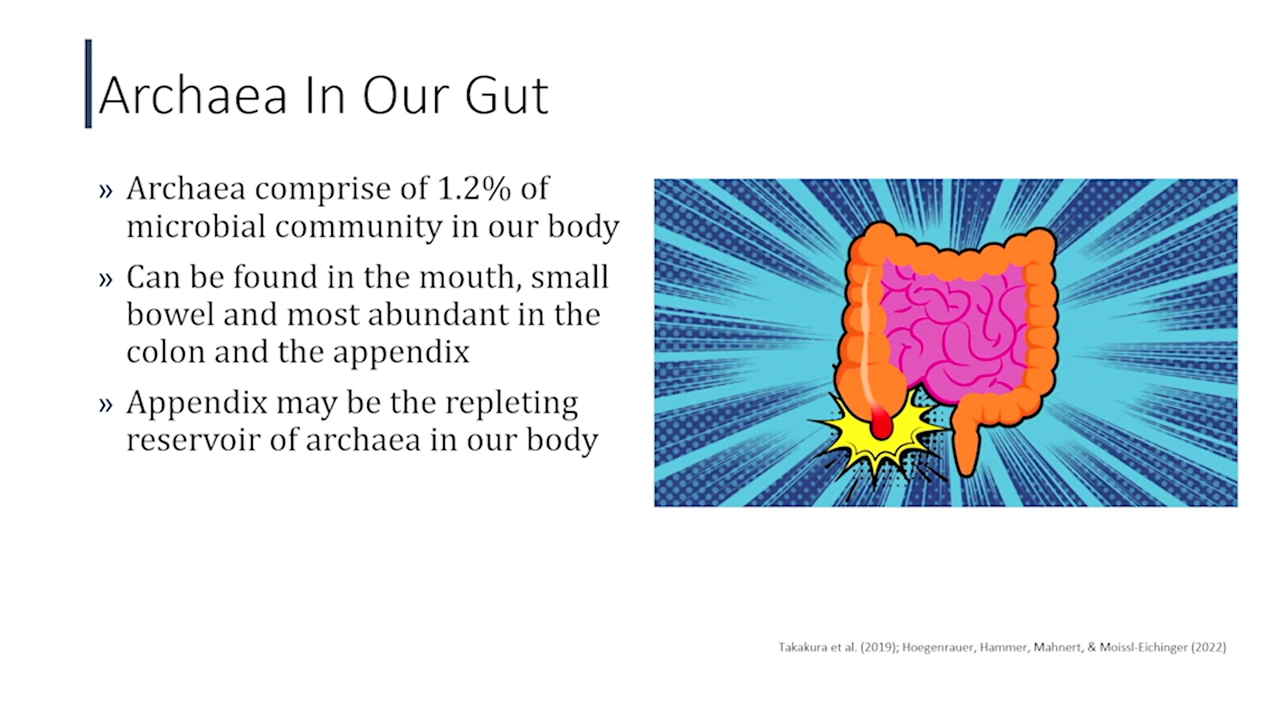 Archaea In Our Gut
» Archaea comprise of 1.2% of
microbial community in our body
» Can be found in the mouth, small
bowel and most abundant in the
colon and the appendix
» Appendix may be the repleting
reservoir of archaea in our body
Takakura et al. (2019); Hoegenrauer, Hammer, Mahnert, & Moissl-Eichinger (2022)